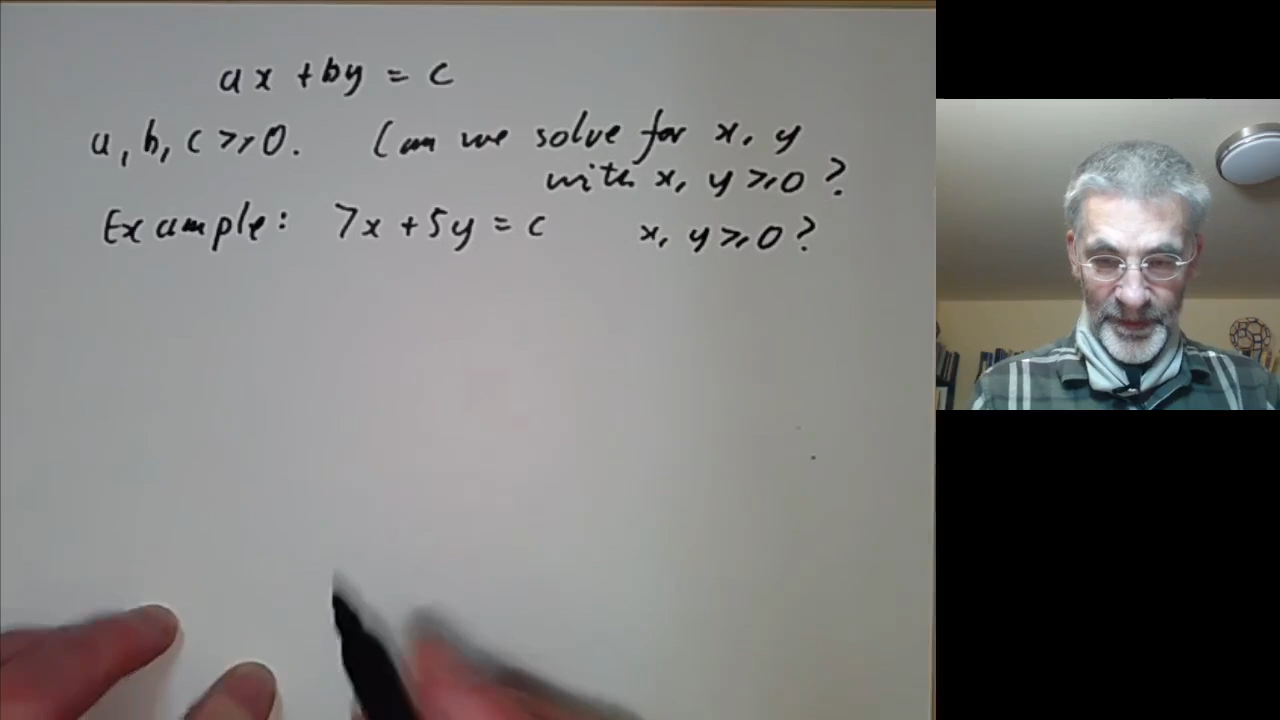 ax + by = c
a, b, c ⩾ 0. Can we solve for x, y
with x, y ⩾ 0 ?
Example: 7x + 5y = c x, y ⩾ 0 ?